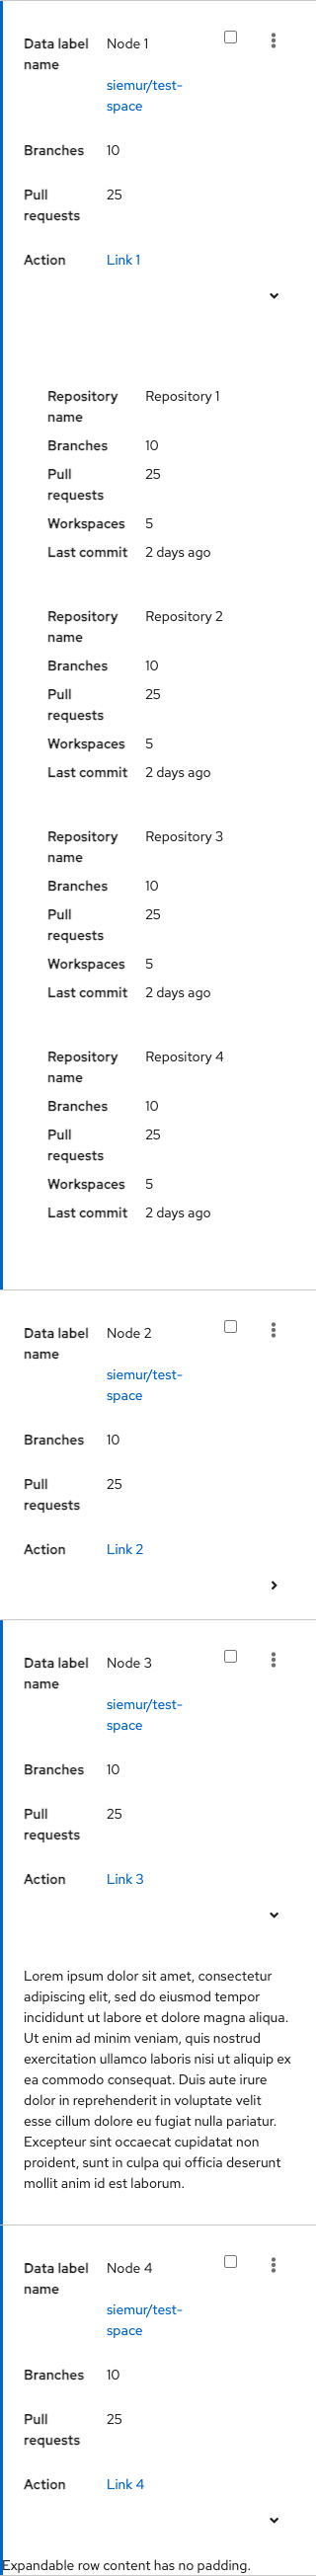 Data label name Node 1
siemur/test-space
Branches 10
Pull requests 25
Action Link 1
Repository name Repository 1
Branches 10
Pull requests 25
Workspaces 5
Last commit 2 days ago
Repository name Repository 2
Branches 10
Pull requests 25
Workspaces 5
Last commit 2 days ago
Repository name Repository 3
Branches 10
Pull requests 25
Workspaces 5
Last commit 2 days ago
Repository name Repository 4
Branches 10
Pull requests 25
Workspaces 5
Last commit 2 days ago
Data label name Node 2
siemur/test-space
Branches 10
Pull requests 25
Action Link 2
Data label name Node 3
siemur/test-space
Branches 10
Pull requests 25
Action Link 3
Lorem ipsum dolor sit amet, consectetur
adipiscing elit, sed do eiusmod tempor
incididunt ut labore et dolore magna aliqua.
Ut enim ad minim veniam, quis nostrud
exercitation ullamco laboris nisi ut aliquip ex
ea commodo consequat. Duis aute irure
dolor in reprehenderit in voluptate velit
esse cillum dolore eu fugiat nulla pariatur.
Excepteur sint occaecat cupidatat non
proident, sunt in culpa qui officia deserunt
mollit anim id est laborum.
Data label name Node 4
siemur/test-space
Branches 10
Pull requests 25
Action Link 4
Expandable row content has no padding.